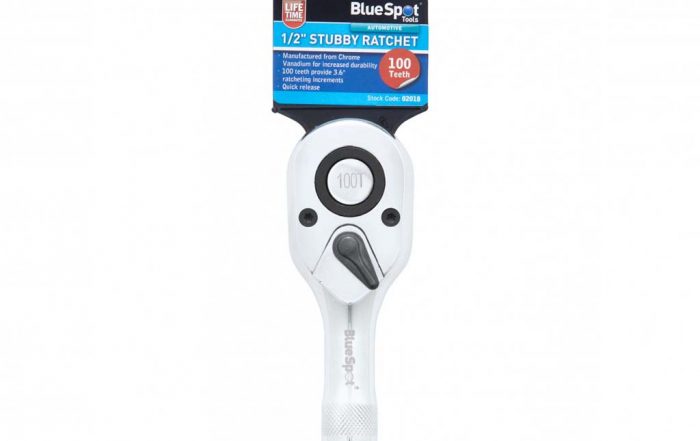 LIFE
TIME
GUARANTEE
BlueSpot
Tools
AUTOMOTIVE
1/2" STUBBY RATCHET
· Manufactured from Chrome
Vanadium for increased durability
· 100 teeth provide 3.6°
ratcheting increments
· Quick release
100
Teeth
Stock Code: 02018
100T
BlueSpot